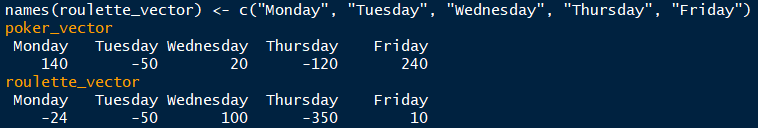 names(roulette_vector) <- c("Monday", "Tuesday", "Wednesday", "Thursday", "Friday")
poker_vector
Monday Tuesday Wednesday Thursday Friday
140 -50 20 -120 240
roulette_vector
Monday Tuesday Wednesday Thursday Friday
-24 -50 100 -350 10